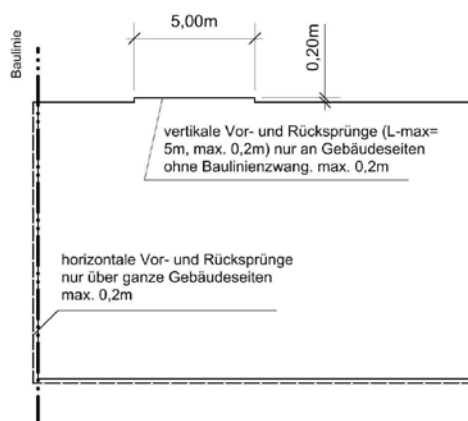 5,00m
0,20m
Baulinie
vertikale Vor- und Rücksprünge (L-max=
5m, max. 0,2m) nur an Gebäudeseiten
ohne Baulinienzwang. max. 0,2m
horizontale Vor- und Rücksprünge
nur über ganze Gebäudeseiten
max. 0,2m